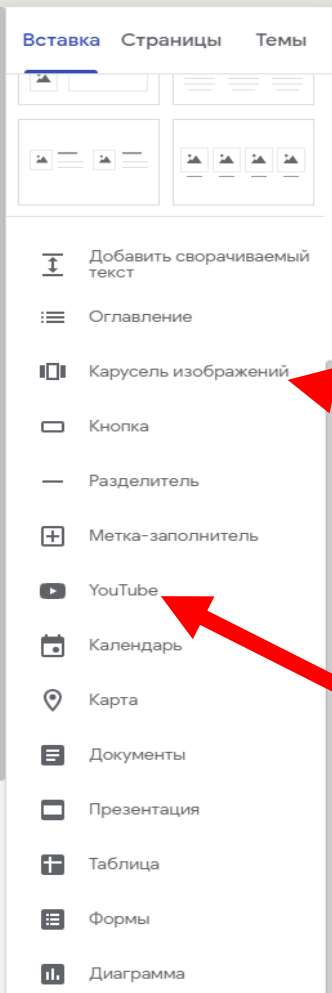 Вставка Страницы Темы
Добавить сворачиваемый
текст
Оглавление
Карусель изображений
Кнопка
Разделитель
Метка-заполнитель
YouTube
Календарь
Карта
Документы
Презентация
Таблица
Формы
Диаграмма